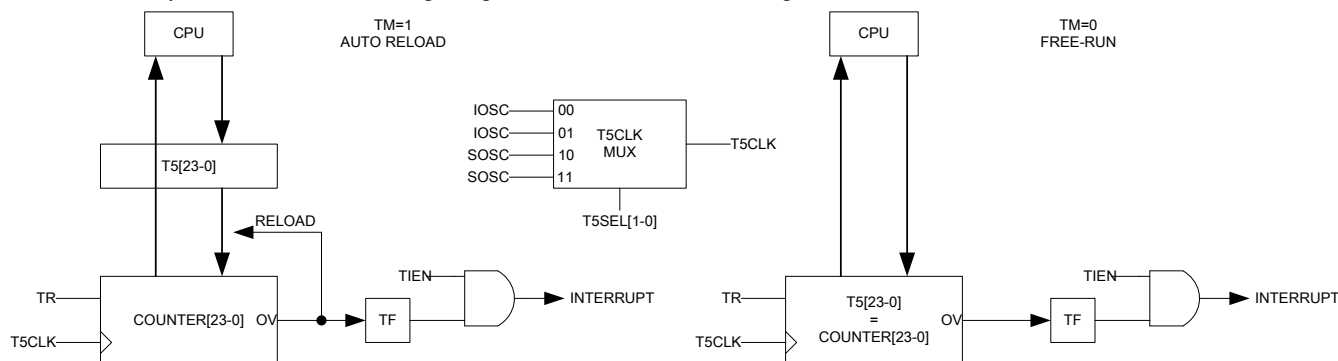 CPU
TM=1
AUTO RELOAD
CPU
TM=0
FREE-RUN
IOSC
00
IOSC
01
SOSC
10
SOSC
11
T5CLK
MUX
T5CLK
T5SEL[1-0]
T5[23-0]
RELOAD
TR
T5CLK
COUNTER[23-0]
OV
TF
TIEN
INTERRUPT
TR
T5CLK
T5[23-0]
=
COUNTER[23-0]
OV
TF
TIEN
INTERRUPT